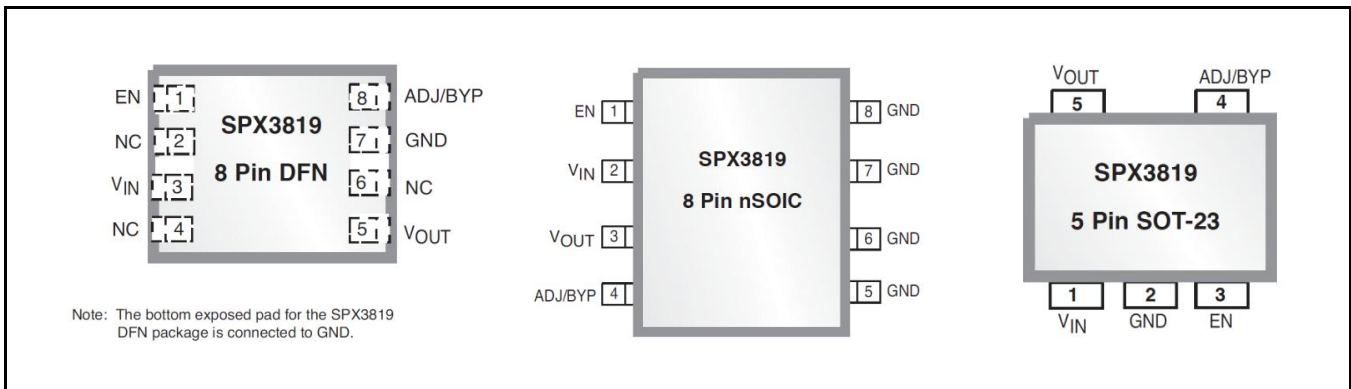 EN 1
NC 2
VIN 3
NC 4
SPX3819
8 Pin DFN
8 ADJ/BYP
7 GND
6 NC
5 VOUT
Note: The bottom exposed pad for the SPX3819
DFN package is connected to GND.
EN 1
VIN 2
VOUT 3
ADJ/BYP 4
SPX3819
8 Pin nSOIC
8 GND
7 GND
6 GND
5 GND
VOUT ADJ/BYP
5 4
SPX3819
5 Pin SOT-23
1 2 3
VIN GND EN